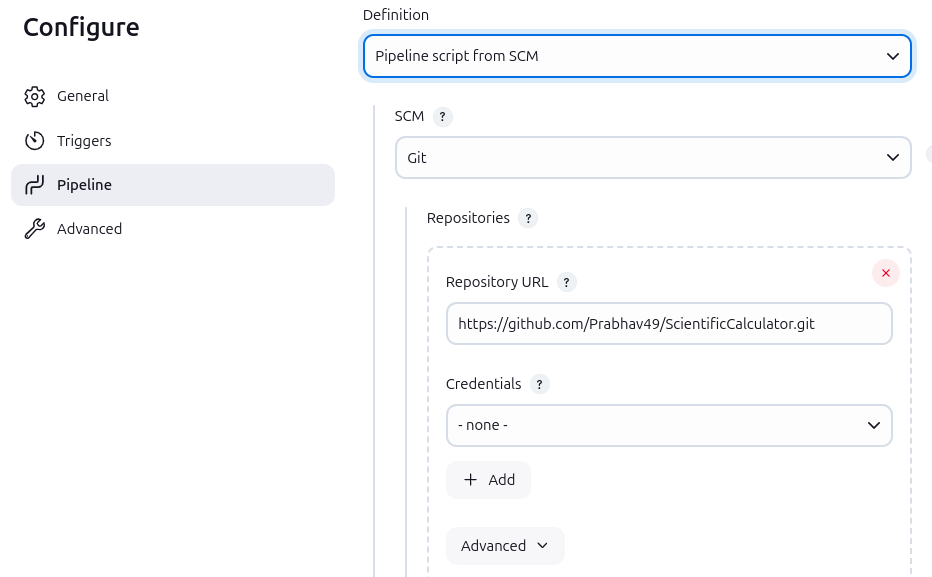 Configure
General
Triggers
Pipeline
Advanced
Definition
Pipeline script from SCM
SCM ?
Git
Repositories ?
Repository URL ?
https://github.com/Prabhav49/ScientificCalculator.git
Credentials ?
- none -
+ Add
Advanced